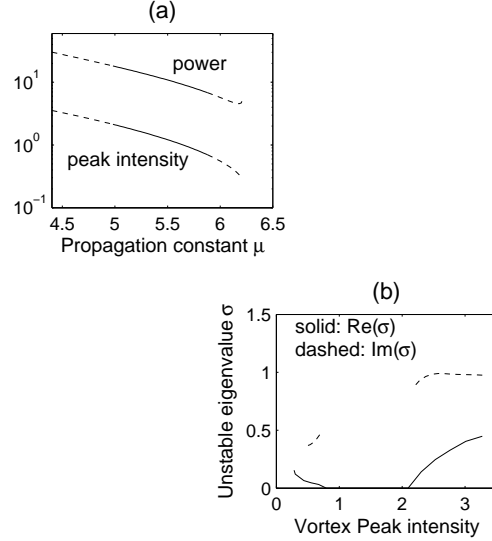 (a)
power
peak intensity
10^1
10^0
10^-1
4.5 5 5.5 6 6.5
Propagation constant μ
(b)
solid: Re(σ)
dashed: Im(σ)
1.5
1
0.5
0
0 1 2 3
Unstable eigenvalue σ
Vortex Peak intensity